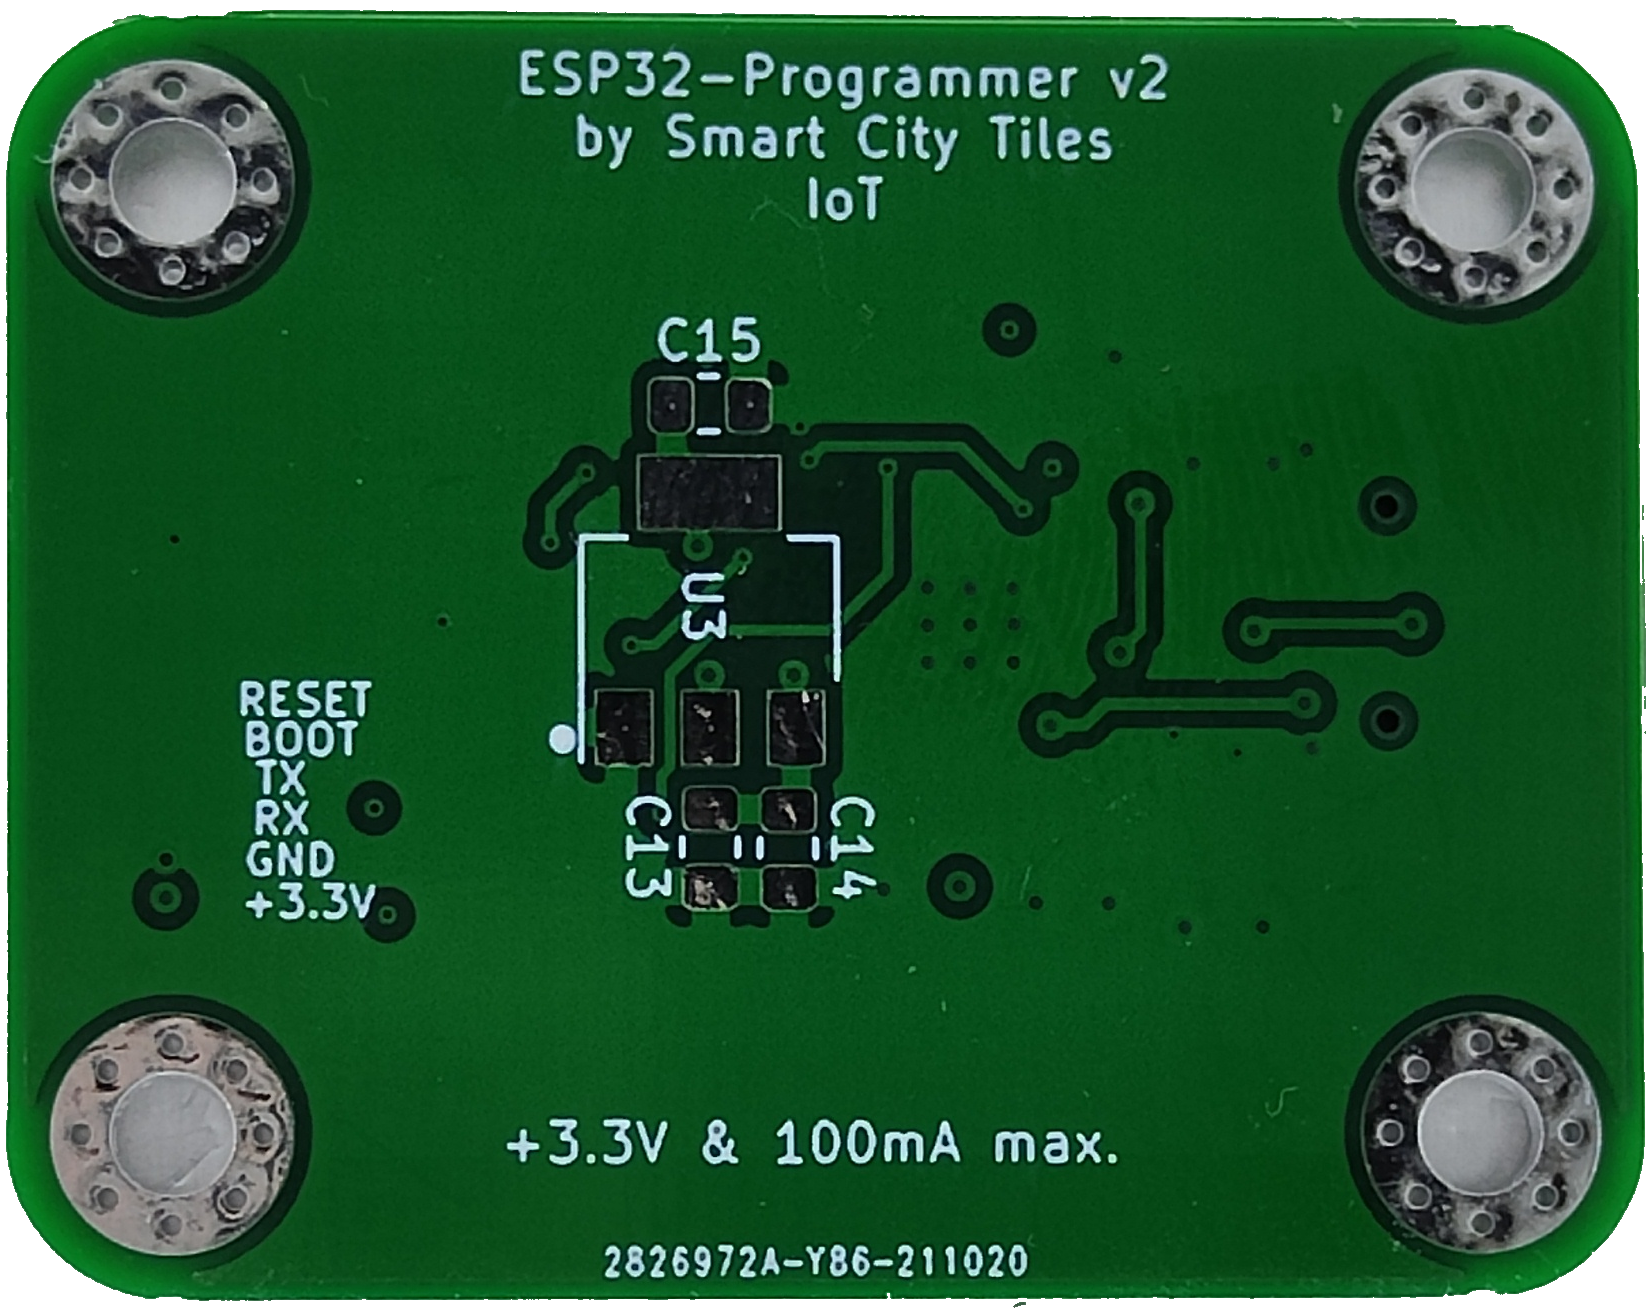 ESP32-Programmer v2
by Smart City Tiles
IoT
C15
U3
RESET
BOOT
TX
RX
GND
+3.3V
C13
C14
+3.3V & 100mA max.
2826972A-Y86-211020